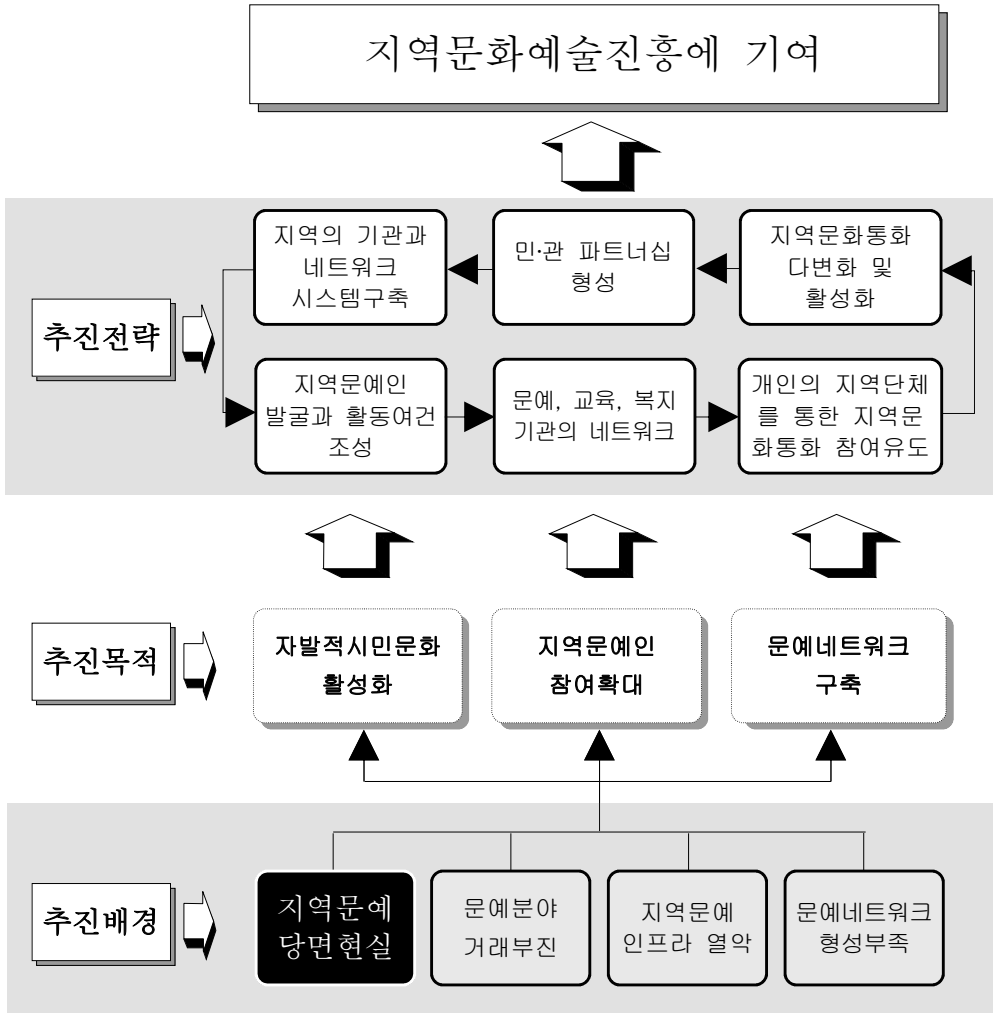 지역문화예술진흥에 기여
추진전략
지역의 기관과
네트워크
시스템구축
민·관 파트너십
형성
지역문화통화
다변화 및
활성화
지역문예인
발굴과 활동여건
조성
문예, 교육, 복지
기관의 네트워크
개인의 지역단체
를 통한 지역문
화통화 참여유도
추진목적
자발적시민문화
활성화
지역문예인
참여확대
문예네트워크
구축
추진배경
지역문예
당면현실
문예분야
거래부진
지역문예
인프라 열악
문예네트워크
형성부족